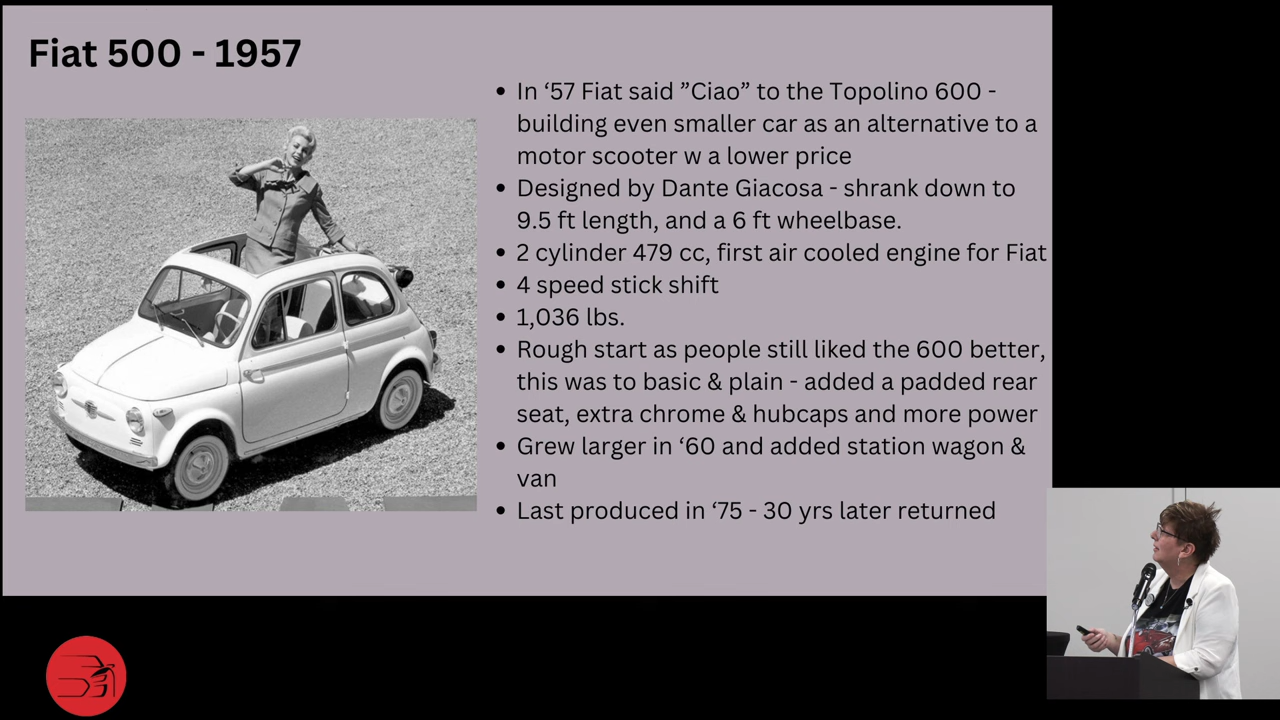 Fiat 500 - 1957
• In ‘57 Fiat said ”Ciao” to the Topolino 600 -
building even smaller car as an alternative to a
motor scooter w a lower price
• Designed by Dante Giacosa - shrank down to
9.5 ft length, and a 6 ft wheelbase.
• 2 cylinder 479 cc, first air cooled engine for Fiat
• 4 speed stick shift
• 1,036 lbs.
• Rough start as people still liked the 600 better,
this was to basic & plain - added a padded rear
seat, extra chrome & hubcaps and more power
• Grew larger in ‘60 and added station wagon &
van
• Last produced in ‘75 - 30 yrs later returned